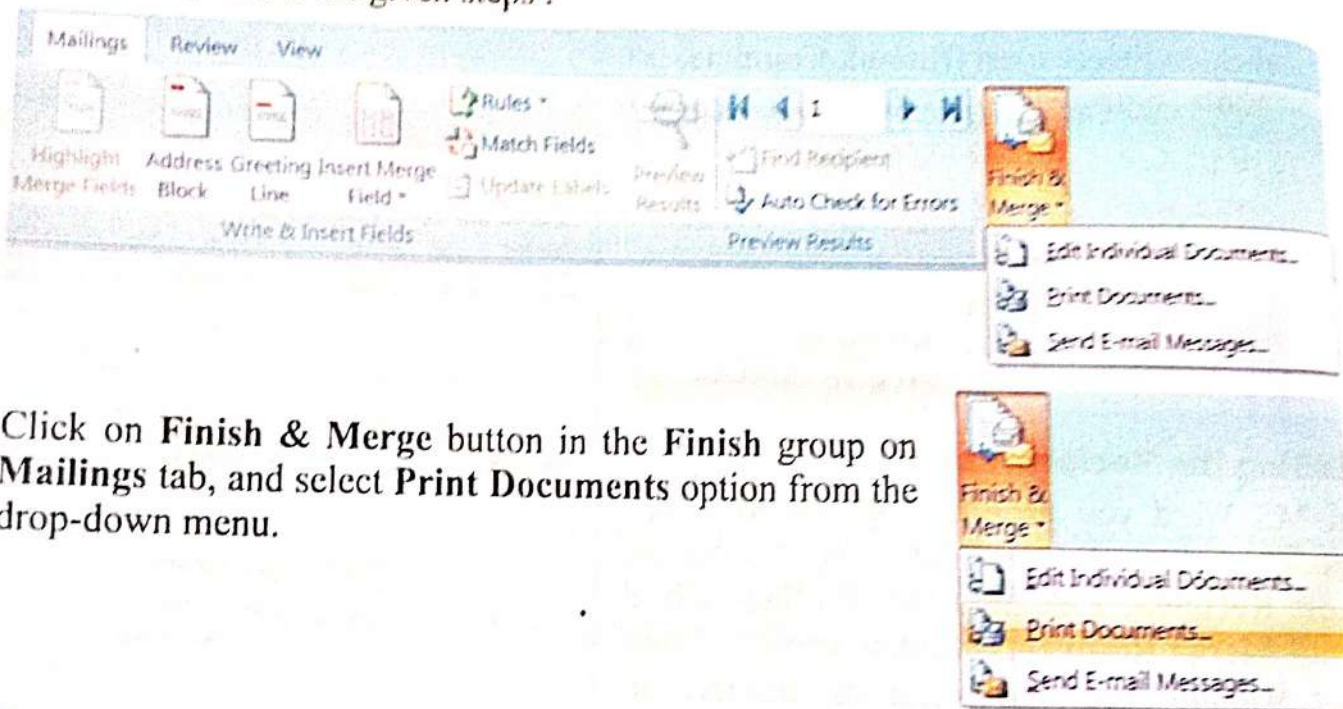 given steps :
Mailings Review View
Highlight Merge Fields
Address Block
Greeting Line
Insert Merge Field
Rules
Match Fields
Update Labels
Write & Insert Fields
Preview Results
1
Find Recipient
Auto Check for Errors
Preview Results
Finish & Merge
Edit Individual Documents...
Print Documents...
Send E-mail Messages...
Click on Finish & Merge button in the Finish group on
Mailings tab, and select Print Documents option from the
drop-down menu.
Finish &
Merge
Edit Individual Documents...
Print Documents...
Send E-mail Messages...